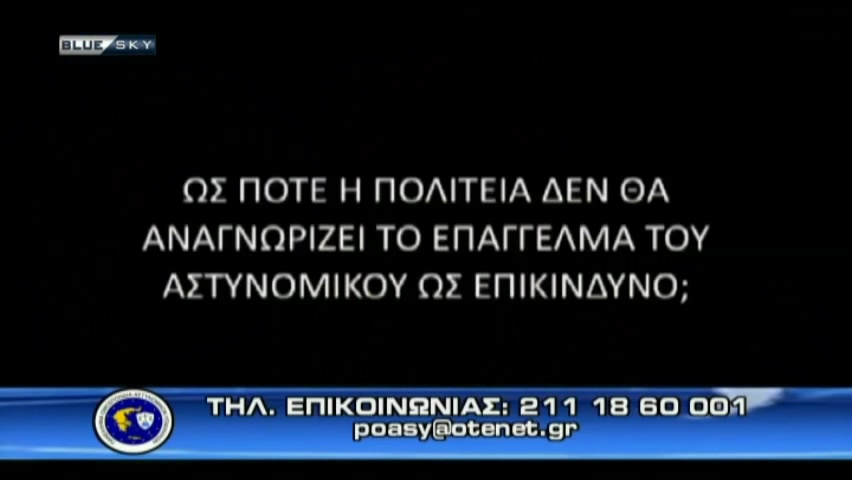 BLUE SKY
ΩΣ ΠΟΤΕ Η ΠΟΛΙΤΕΙΑ ΔΕΝ ΘΑ
ΑΝΑΓΝΩΡΙΖΕΙ ΤΟ ΕΠΑΓΓΕΛΜΑ ΤΟΥ
ΑΣΤΥΝΟΜΙΚΟΥ ΩΣ ΕΠΙΚΙΝΔΥΝΟ;
ΤΗΛ. ΕΠΙΚΟΙΝΩΝΙΑΣ: 211 18 60 001
poasy@otenet.gr